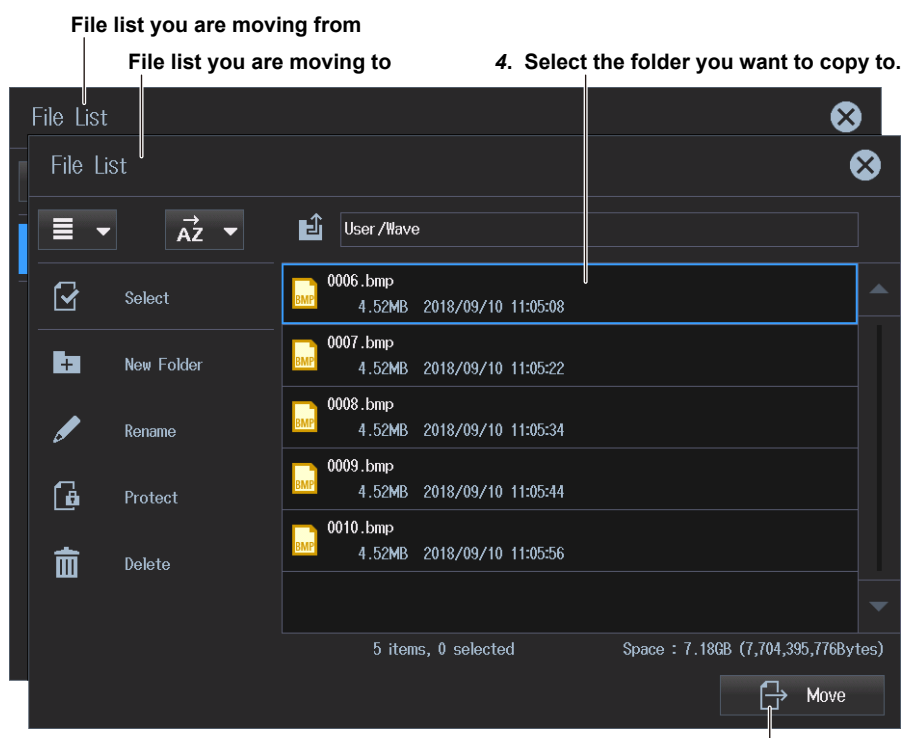 File list you are moving from
File list you are moving to
4. Select the folder you want to copy to.
File List
File List
AZ
User/Wave
Select
New Folder
Rename
Protect
Delete
BMP
0006.bmp
4.52MB 2018/09/10 11:05:08
BMP
0007.bmp
4.52MB 2018/09/10 11:05:22
BMP
0008.bmp
4.52MB 2018/09/10 11:05:34
BMP
0009.bmp
4.52MB 2018/09/10 11:05:44
BMP
0010.bmp
4.52MB 2018/09/10 11:05:56
5 items, 0 selected
Space : 7.18GB (7,704,395,776Bytes)
Move